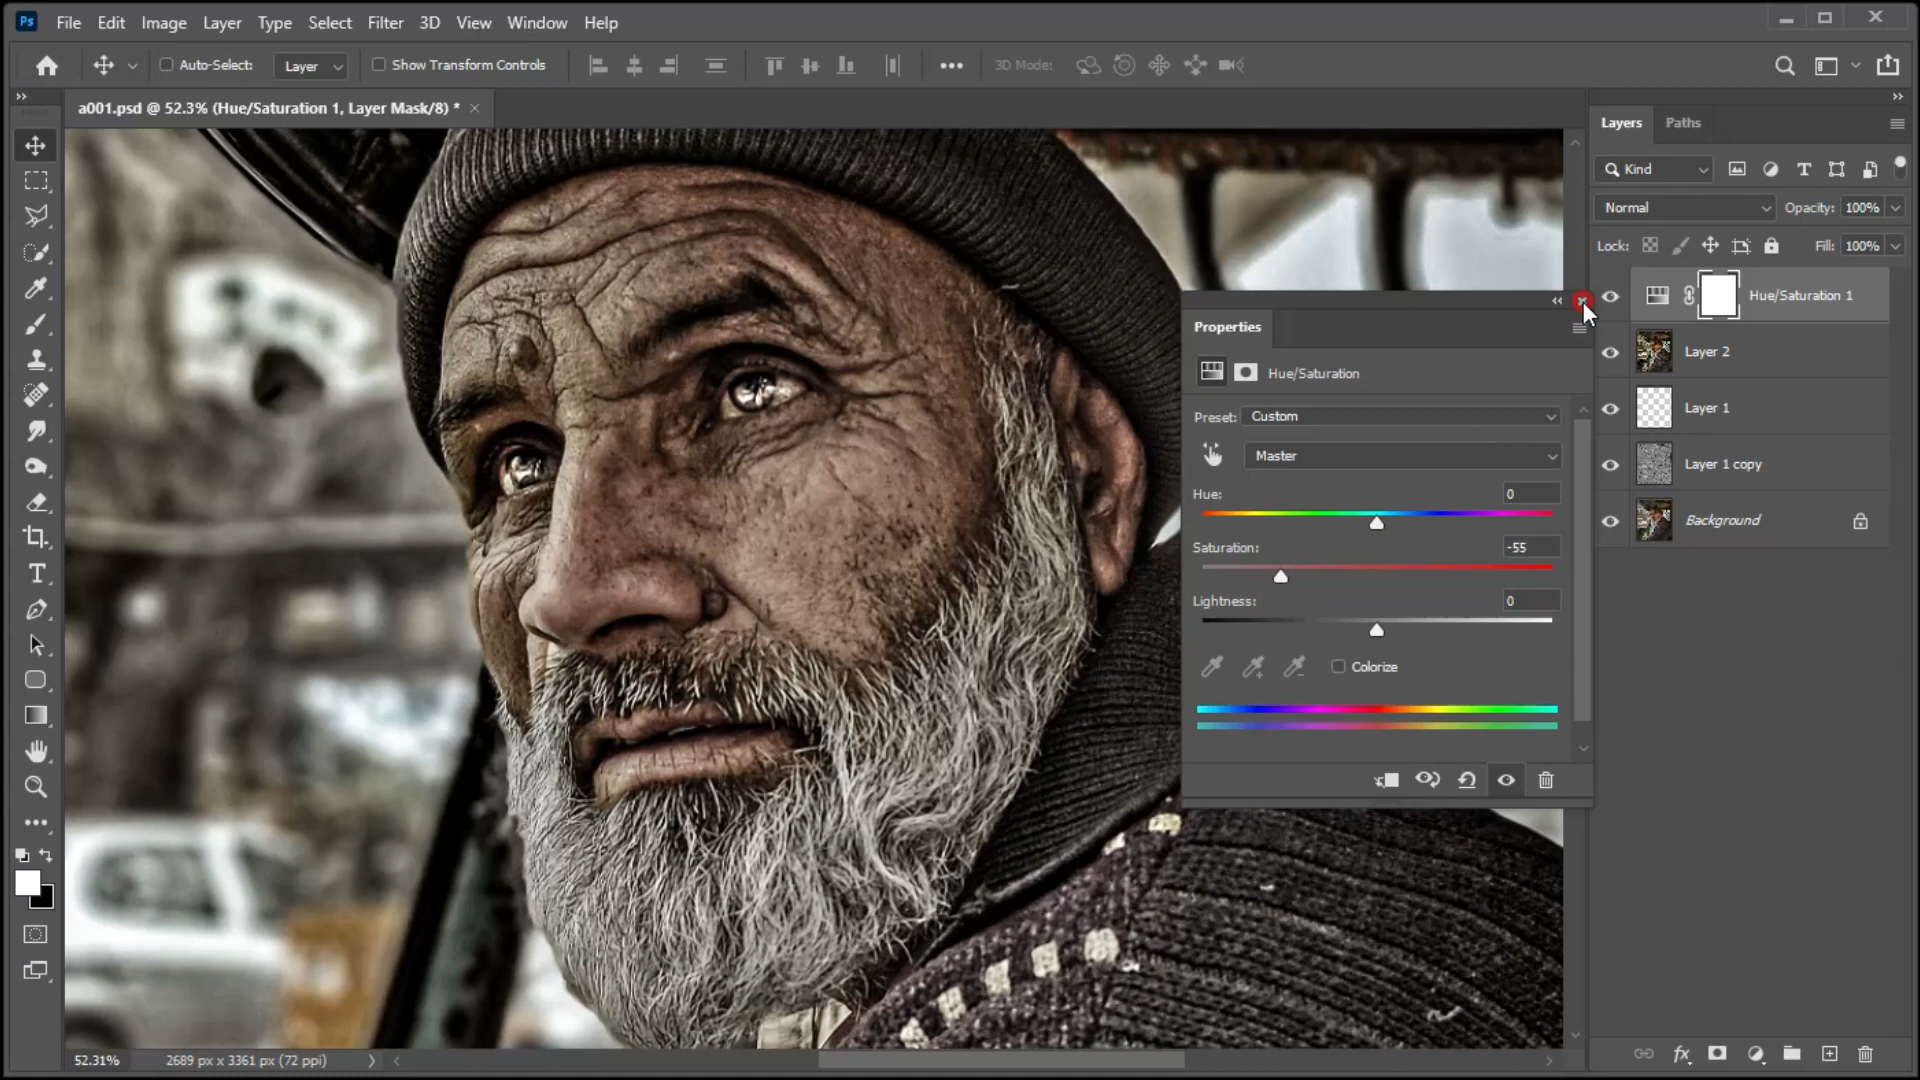 Ps File Edit Image Layer Type Select Filter 3D View Window Help
Auto-Select: Layer Show Transform Controls 3D Mode:
a001.psd @ 52.3% (Hue/Saturation 1, Layer Mask/8) *
Layers Paths
Kind
Normal Opacity: 100%
Lock: Fill: 100%
Hue/Saturation 1
Layer 2
Layer 1
Layer 1 copy
Background
Properties
Hue/Saturation
Preset: Custom
Master
Hue: 0
Saturation: -55
Lightness: 0
Colorize
52.31% 2689 px x 3361 px (72 ppi)